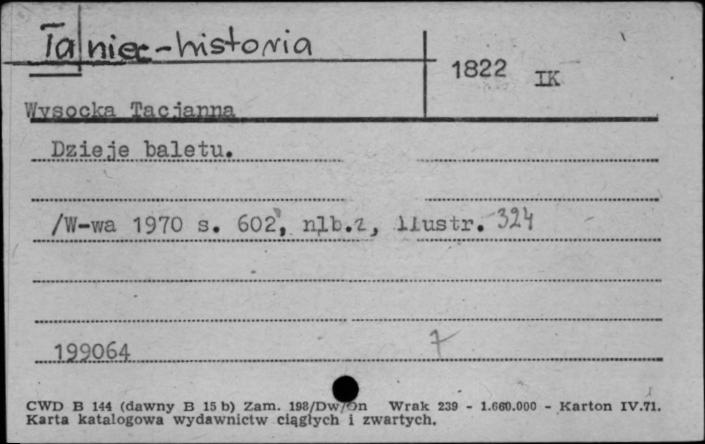 Taniec-historia
1822 IK
Wysocka Tacjanna
Dzieje baletu.
/W-wa 1970 s. 602, nlb.2, ilustr. 324
199064 7
CWD B 144 (dawny B 15 b) Zam. 198/Dw/On Wrak 239 - 1.660.000 - Karton IV.71.
Karta katalogowa wydawnictw ciągłych i zwartych.